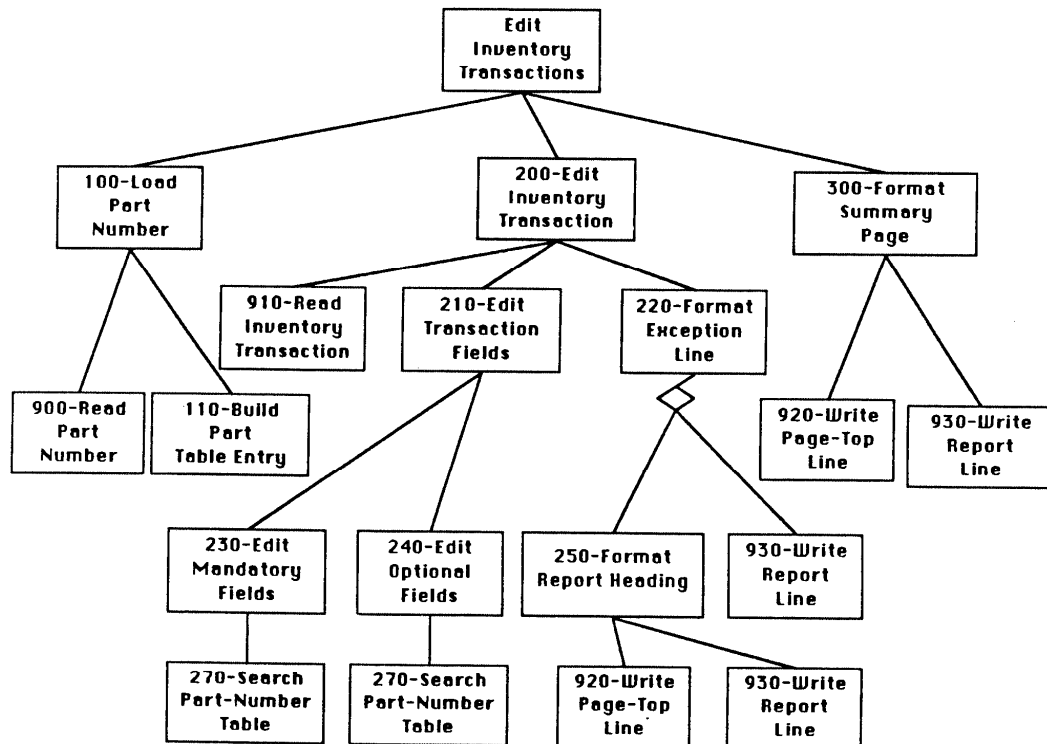 Edit
Inventory
Transactions
100-Load
Part
Number
200-Edit
Inventory
Transaction
300-Format
Summary
Page
910-Read
Inventory
Transaction
210-Edit
Transaction
Fields
220-Format
Exception
Line
900-Read
Part
Number
110-Build
Part
Table Entry
920-Write
Page-Top
Line
930-Write
Report
Line
230-Edit
Mandatory
Fields
240-Edit
Optional
Fields
250-Format
Report Heading
930-Write
Report
Line
270-Search
Part-Number
Table
270-Search
Part-Number
Table
920-Write
Page-Top
Line
930-Write
Report
Line